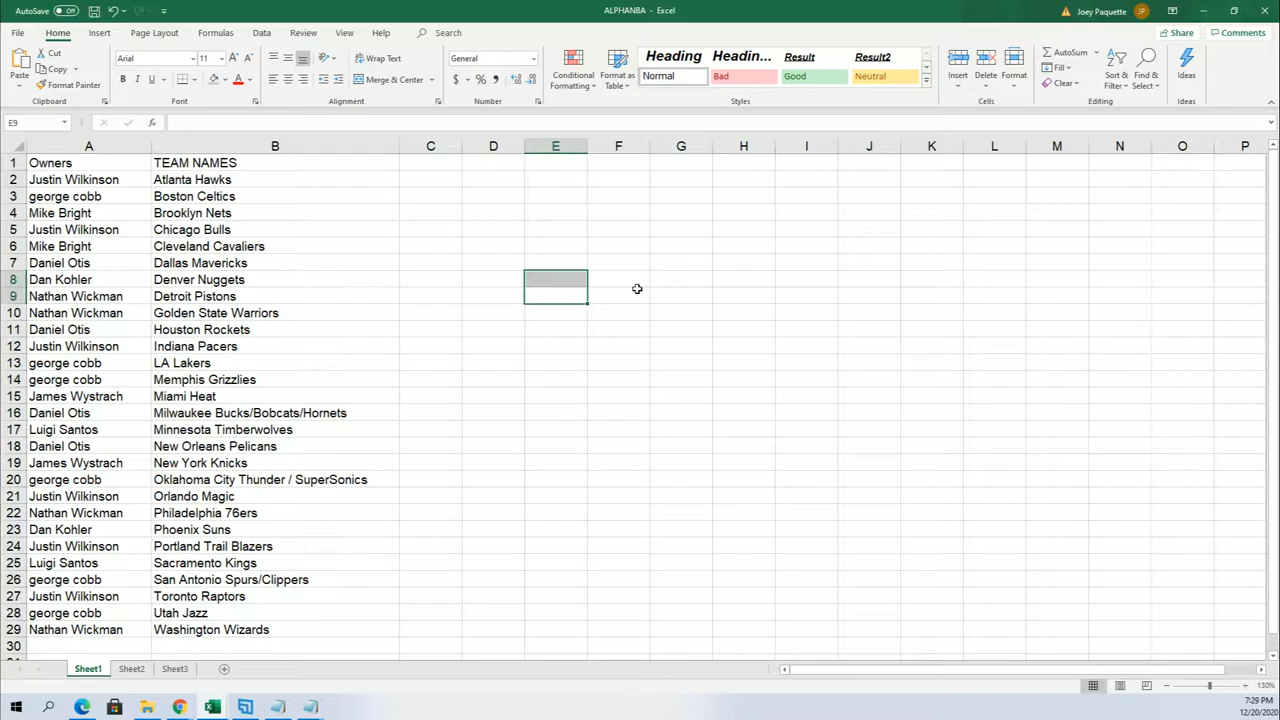 AutoSave Off ALPHANBA - Excel Joey Paquette JP
File Home Insert Page Layout Formulas Data Review View Help Search Share Comments
Paste Cut Copy Format Painter Clipboard
Arial 11 B I U A Font
Wrap Text Merge & Center Alignment
General $ % , Number
Conditional Formatting Format as Table
Heading Headin... Result Result2
Normal Bad Good Neutral
Styles
Insert Delete Format Cells
AutoSum Fill Clear Sort & Filter Find & Select Editing
Ideas Ideas
E9 fx
A B C D E F G H I J K L M N O P
1 Owners TEAM NAMES
2 Justin Wilkinson Atlanta Hawks
3 george cobb Boston Celtics
4 Mike Bright Brooklyn Nets
5 Justin Wilkinson Chicago Bulls
6 Mike Bright Cleveland Cavaliers
7 Daniel Otis Dallas Mavericks
8 Dan Kohler Denver Nuggets
9 Nathan Wickman Detroit Pistons
10 Nathan Wickman Golden State Warriors
11 Daniel Otis Houston Rockets
12 Justin Wilkinson Indiana Pacers
13 george cobb LA Lakers
14 george cobb Memphis Grizzlies
15 James Wystrach Miami Heat
16 Daniel Otis Milwaukee Bucks/Bobcats/Hornets
17 Luigi Santos Minnesota Timberwolves
18 Daniel Otis New Orleans Pelicans
19 James Wystrach New York Knicks
20 george cobb Oklahoma City Thunder / SuperSonics
21 Justin Wilkinson Orlando Magic
22 Nathan Wickman Philadelphia 76ers
23 Dan Kohler Phoenix Suns
24 Justin Wilkinson Portland Trail Blazers
25 Luigi Santos Sacramento Kings
26 george cobb San Antonio Spurs/Clippers
27 Justin Wilkinson Toronto Raptors
28 george cobb Utah Jazz
29 Nathan Wickman Washington Wizards
30
Sheet1 Sheet2 Sheet3
130%
7:29 PM
12/20/2020